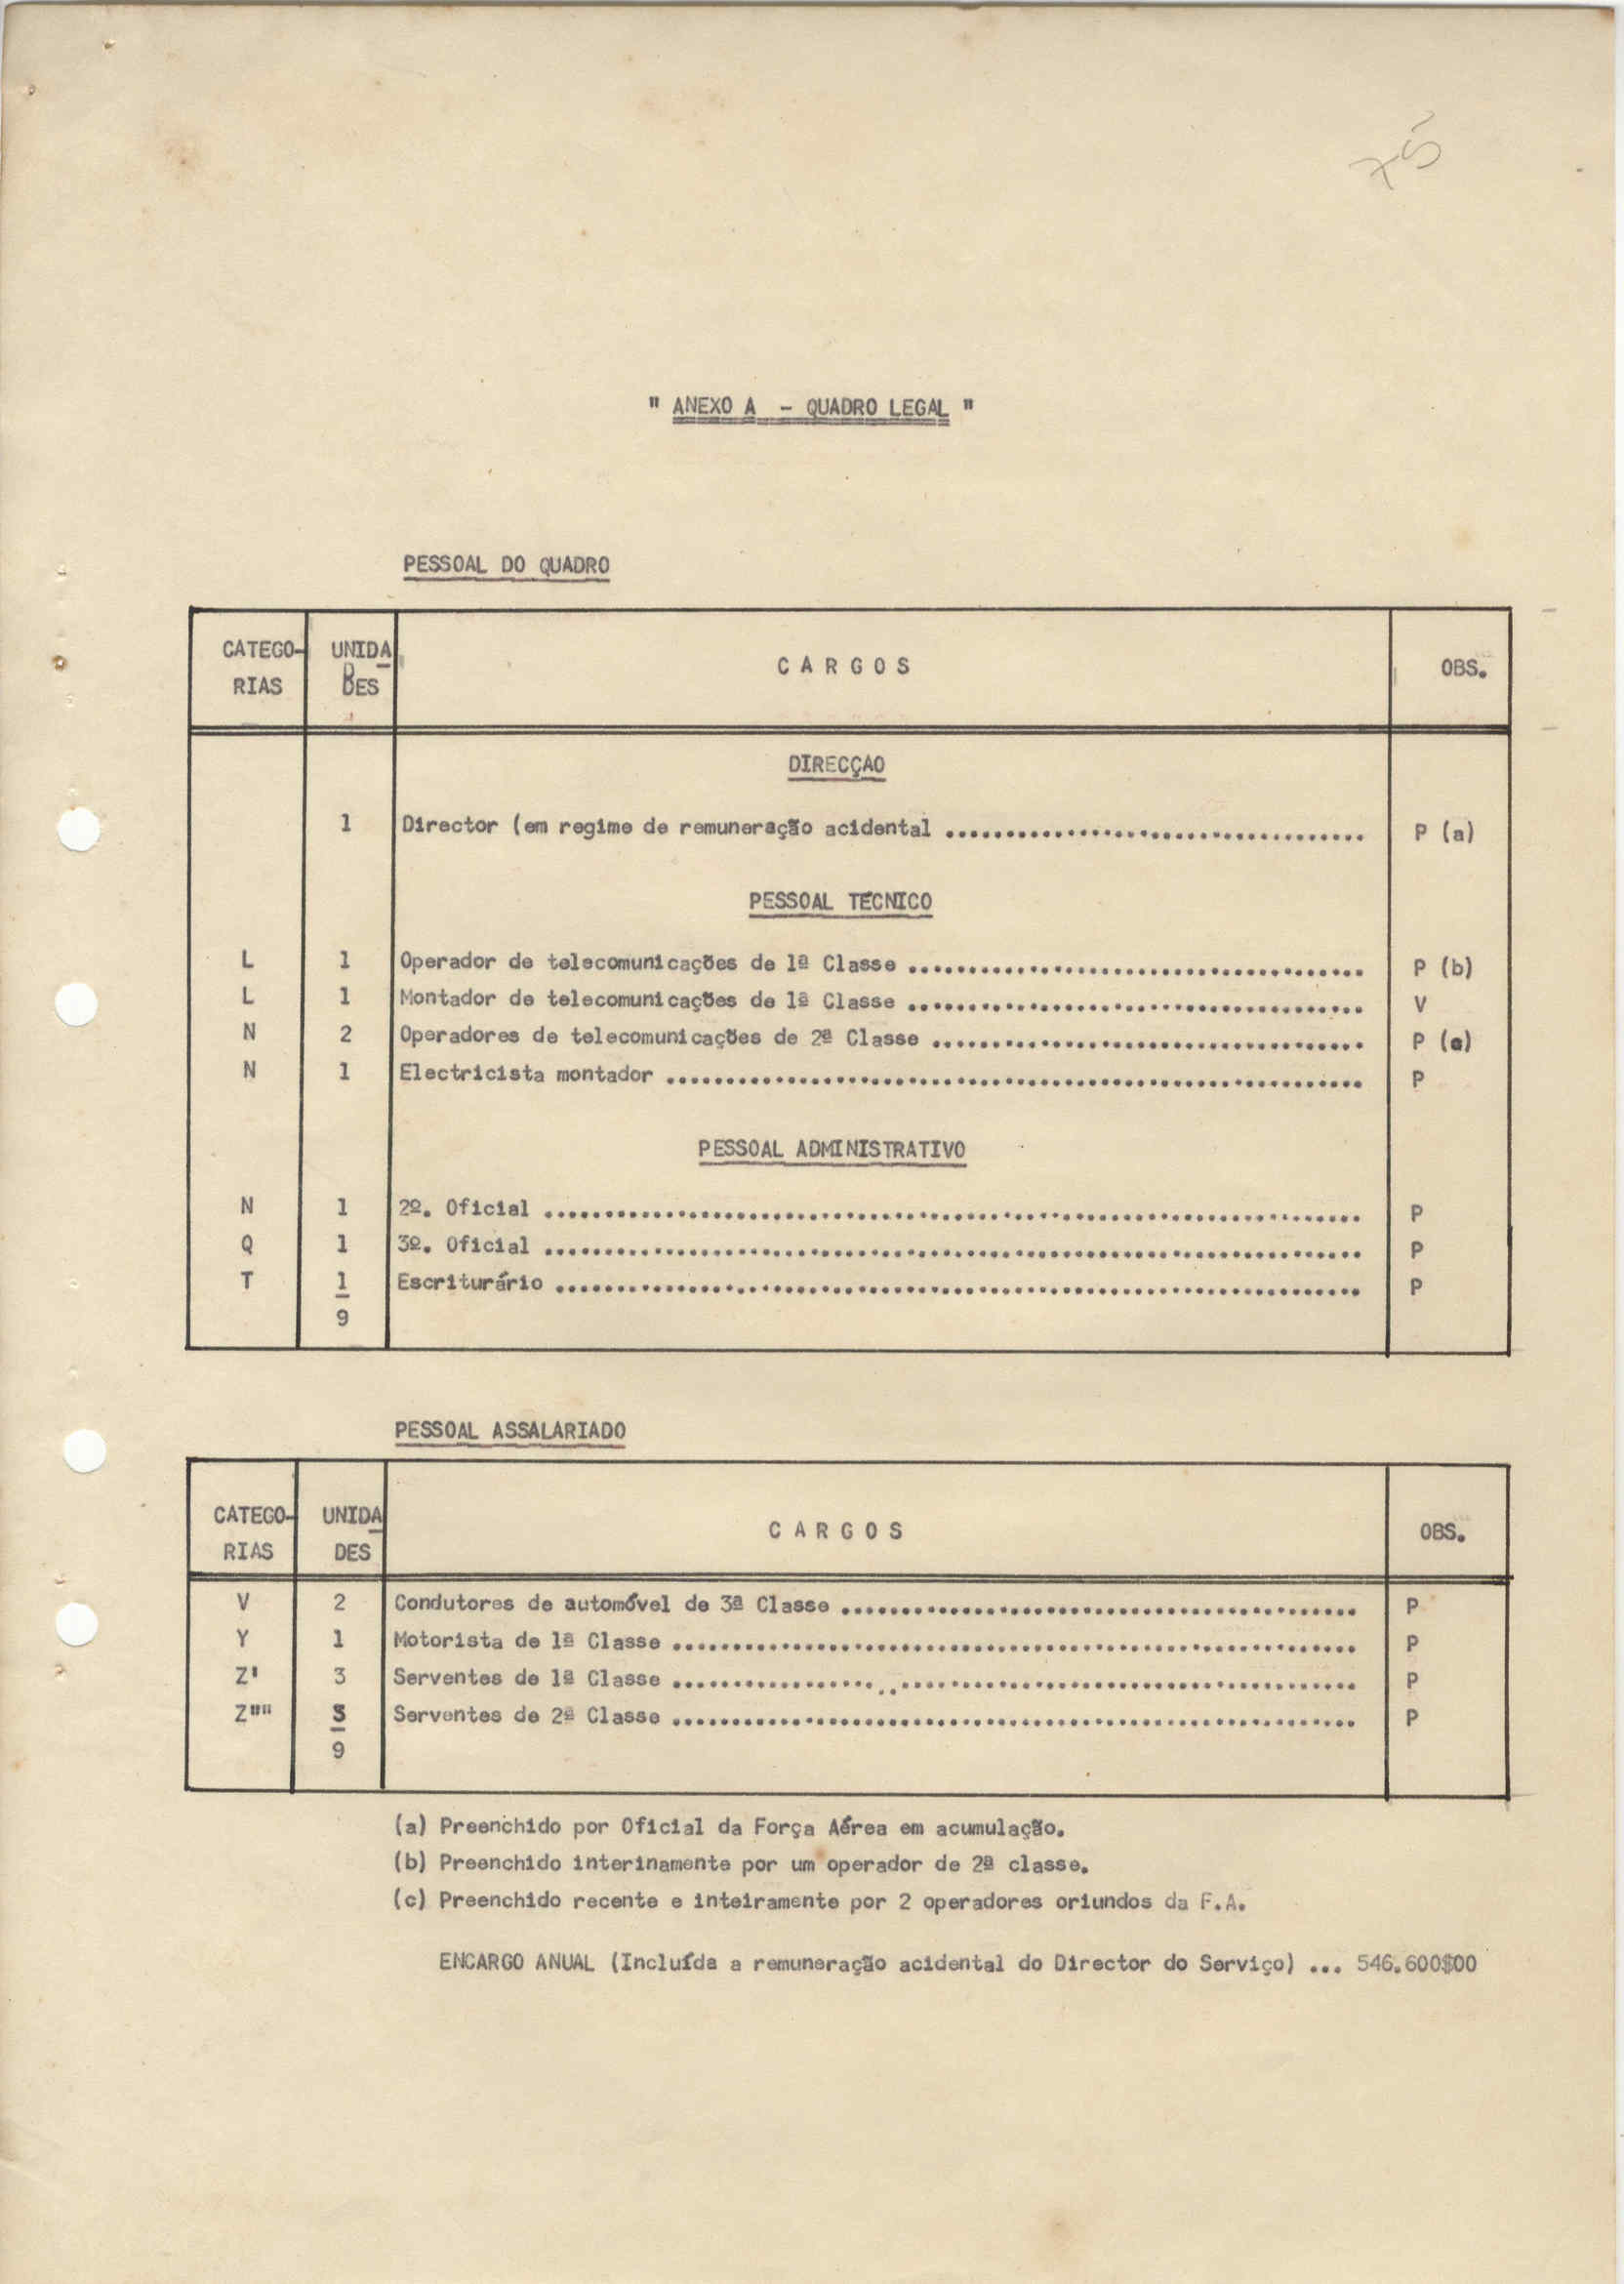 75
" ANEXO A - QUADRO LEGAL "
PESSOAL DO QUADRO
CATEGO- UNIDA C A R G O S OBS.
RIAS DES
DIRECÇAO
1 Director (em regime de remuneração acidental ................................... P (a)
PESSOAL TÉCNICO
L 1 Operador de telecomunicações de 1ª Classe ...................................... P (b)
L 1 Montador de telecomunicações de 1ª Classe ...................................... V
N 2 Operadores de telecomunicações de 2ª Classe .................................... P (c)
N 1 Electricista montador .......................................................... P
PESSOAL ADMINISTRATIVO
N 1 2º. Oficial .................................................................... P
Q 1 3º. Oficial .................................................................... P
T 1 Escriturário ................................................................... P
9
PESSOAL ASSALARIADO
CATEGO- UNIDA C A R G O S OBS.
RIAS DES
V 2 Condutores de automóvel de 3ª Classe ........................................... P
Y 1 Motorista de 1ª Classe ......................................................... P
Z' 3 Serventes de 1ª Classe ......................................................... P
Z"" 3 Serventes de 2ª Classe ......................................................... P
9
(a) Preenchido por Oficial da Força Aérea em acumulação.
(b) Preenchido interinamente por um operador de 2ª classe.
(c) Preenchido recente e inteiramente por 2 operadores oriundos da F.A.
ENCARGO ANUAL (Incluída a remuneração acidental do Director do Serviço) ... 546.600$00